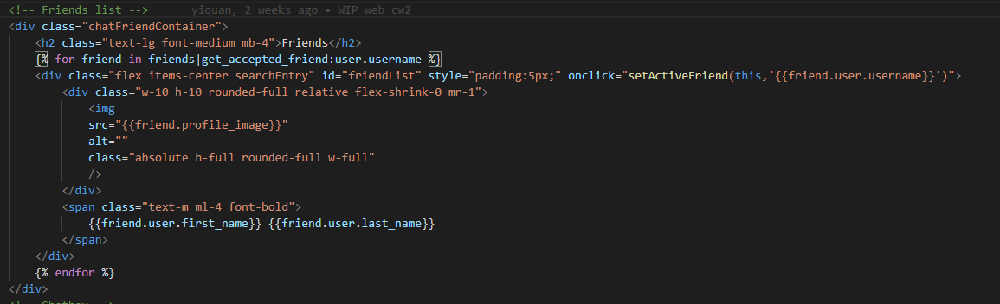 <!-- Friends list -->      yiquan, 2 weeks ago • WIP web cw2
<div class="chatFriendContainer">
    <h2 class="text-lg font-medium mb-4">Friends</h2>
    {% for friend in friends|get_accepted_friend:user.username %}
    <div class="flex items-center searchEntry" id="friendList" style="padding:5px;" onclick="setActiveFriend(this,'{{friend.user.username}}')">
        <div class="w-10 h-10 rounded-full relative flex-shrink-0 mr-1">
            <img
            src="{{friend.profile_image}}"
            alt=""
            class="absolute h-full rounded-full w-full"
            />
        </div>
        <span class="text-m ml-4 font-bold">
            {{friend.user.first_name}} {{friend.user.last_name}}
        </span>
    </div>
    {% endfor %}
</div>